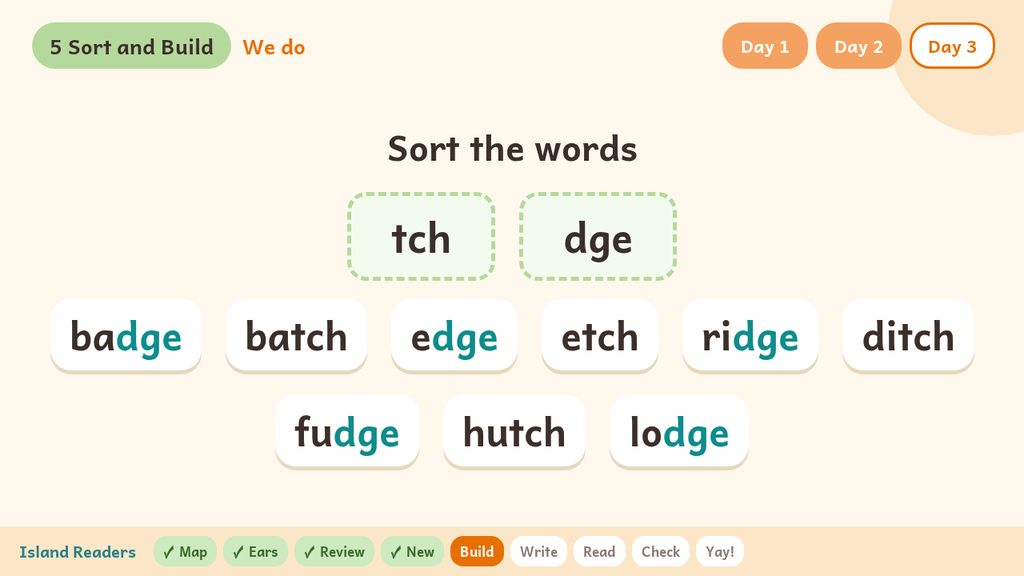 5 Sort and Build We do Day 1 Day 2 Day 3
Sort the words
tch dge
badge batch edge etch ridge ditch
fudge hutch lodge
Island Readers ✓ Map ✓ Ears ✓ Review ✓ New Build Write Read Check Yay!